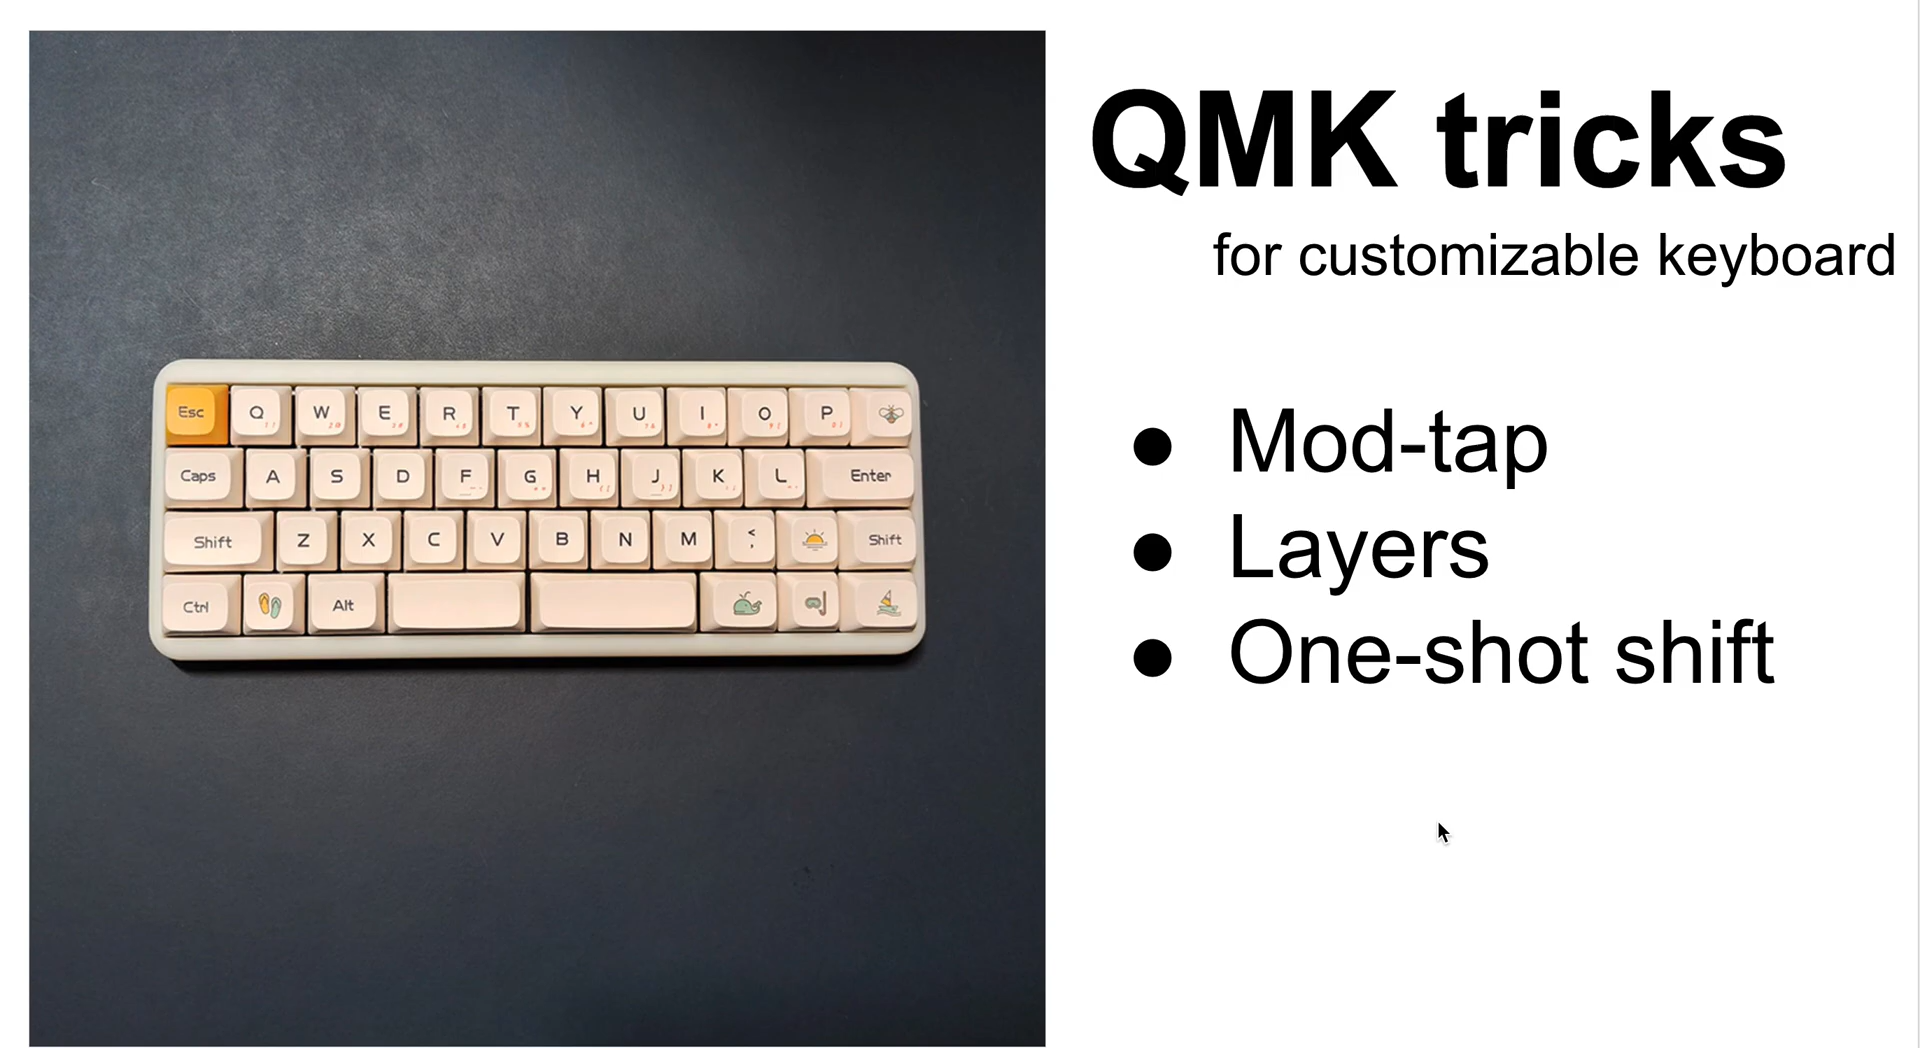 QMK tricks
for customizable keyboard
● Mod-tap
● Layers
● One-shot shift
Esc Q W E R T Y U I O P
Caps A S D F G H J K L Enter
Shift Z X C V B N M < , Shift
Ctrl Alt